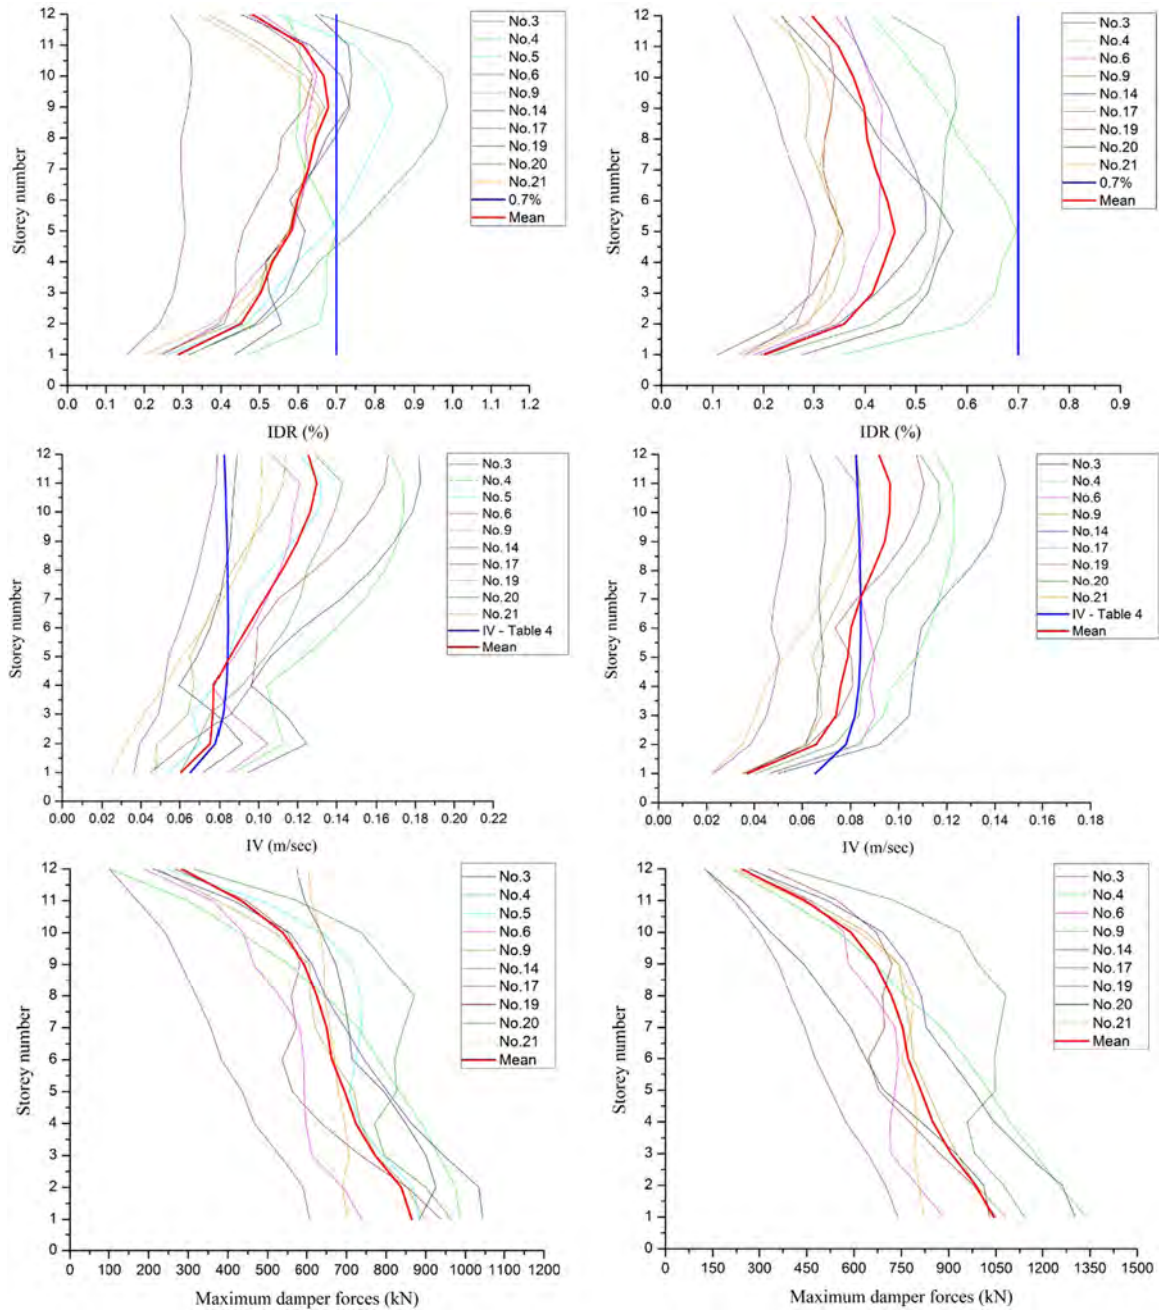 12
11
10
9
8
7
6
5
4
3
2
1
0
Storey number
0.0 0.1 0.2 0.3 0.4 0.5 0.6 0.7 0.8 0.9 1.0 1.1 1.2
IDR (%)
No.3
No.4
No.5
No.6
No.9
No.14
No.17
No.19
No.20
No.21
0.7%
Mean
12
11
10
9
8
7
6
5
4
3
2
1
0
Storey number
0.0 0.1 0.2 0.3 0.4 0.5 0.6 0.7 0.8 0.9
IDR (%)
No.3
No.4
No.6
No.9
No.14
No.17
No.19
No.20
No.21
0.7%
Mean
12
11
10
9
8
7
6
5
4
3
2
1
0
Storey number
0.00 0.02 0.04 0.06 0.08 0.10 0.12 0.14 0.16 0.18 0.20 0.22
IV (m/sec)
No.3
No.4
No.5
No.6
No.9
No.14
No.17
No.19
No.20
No.21
IV - Table 4
Mean
12
11
10
9
8
7
6
5
4
3
2
1
0
Storey number
0.00 0.02 0.04 0.06 0.08 0.10 0.12 0.14 0.16 0.18
IV (m/sec)
No.3
No.4
No.6
No.9
No.14
No.17
No.19
No.20
No.21
IV - Table 4
Mean
12
11
10
9
8
7
6
5
4
3
2
1
0
Storey number
0 100 200 300 400 500 600 700 800 900 1000 1100 1200
Maximum damper forces (kN)
No.3
No.4
No.5
No.6
No.9
No.14
No.17
No.19
No.20
No.21
Mean
12
11
10
9
8
7
6
5
4
3
2
1
0
Storey number
0 150 300 450 600 750 900 1050 1200 1350 1500
Maximum damper forces (kN)
No.3
No.4
No.6
No.9
No.14
No.17
No.19
No.20
No.21
Mean